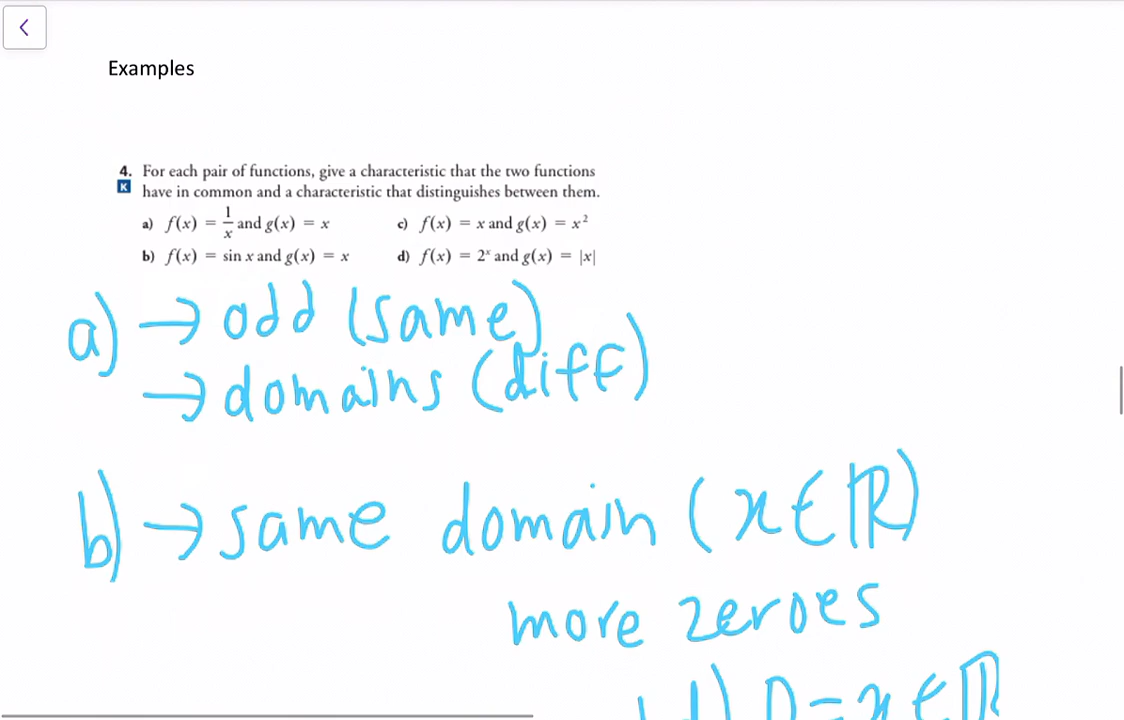 Examples
4. For each pair of functions, give a characteristic that the two functions
K have in common and a characteristic that distinguishes between them.
a) f(x) = 1/x and g(x) = x
c) f(x) = x and g(x) = x²
b) f(x) = sin x and g(x) = x
d) f(x) = 2ˣ and g(x) = |x|
a) → odd (same)
→ domains (diff)
b) → same domain (x ∈ ℝ)
more zeroes
d) D = x ∈ ℝ